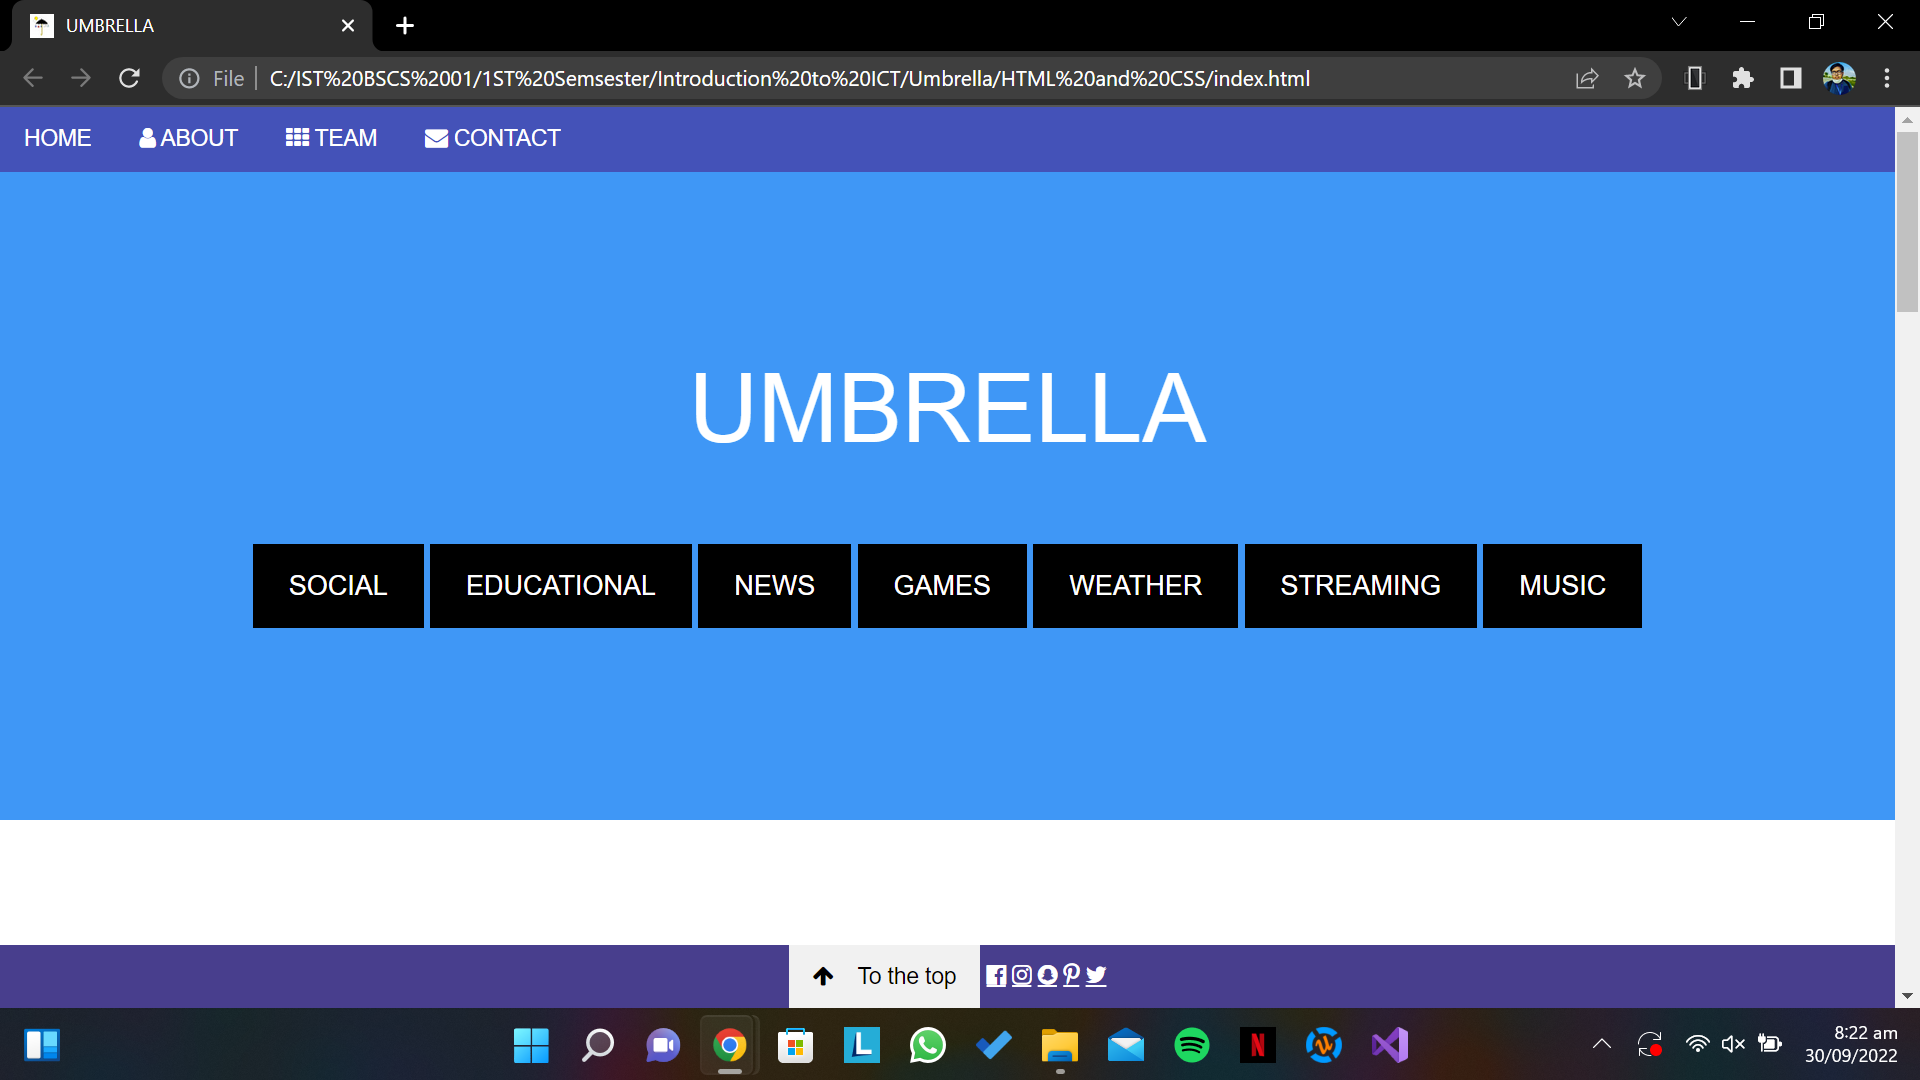 UMBRELLA
File
C:/IST%20BSCS%2001/1ST%20Semsester/Introduction%20to%20ICT/Umbrella/HTML%20and%20CSS/index.html
HOME ABOUT TEAM CONTACT
UMBRELLA
SOCIAL EDUCATIONAL NEWS GAMES WEATHER STREAMING MUSIC
To the top
L
N
8:22 am
30/09/2022